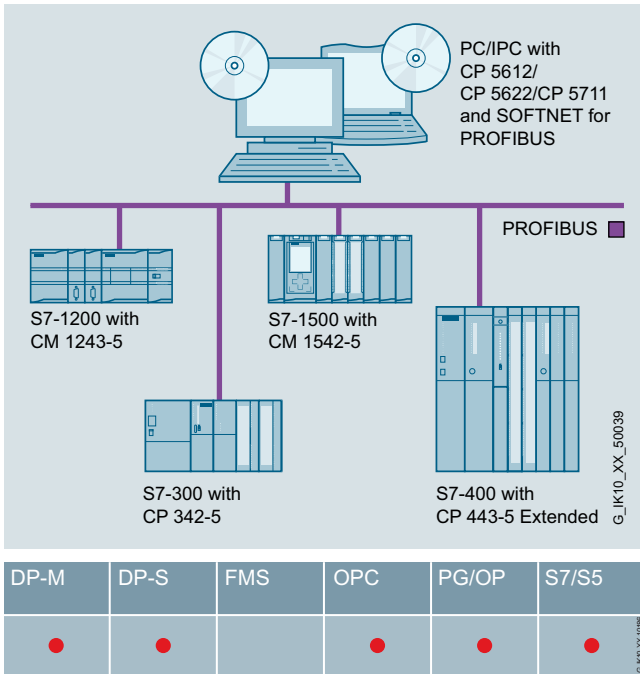 PC/IPC with
CP 5612/
CP 5622/CP 5711
and SOFTNET for
PROFIBUS
PROFIBUS
S7-1200 with
CM 1243-5
S7-1500 with
CM 1542-5
S7-300 with
CP 342-5
S7-400 with
CP 443-5 Extended
G_IK10_XX_50039
DP-M DP-S FMS OPC PG/OP S7/S5